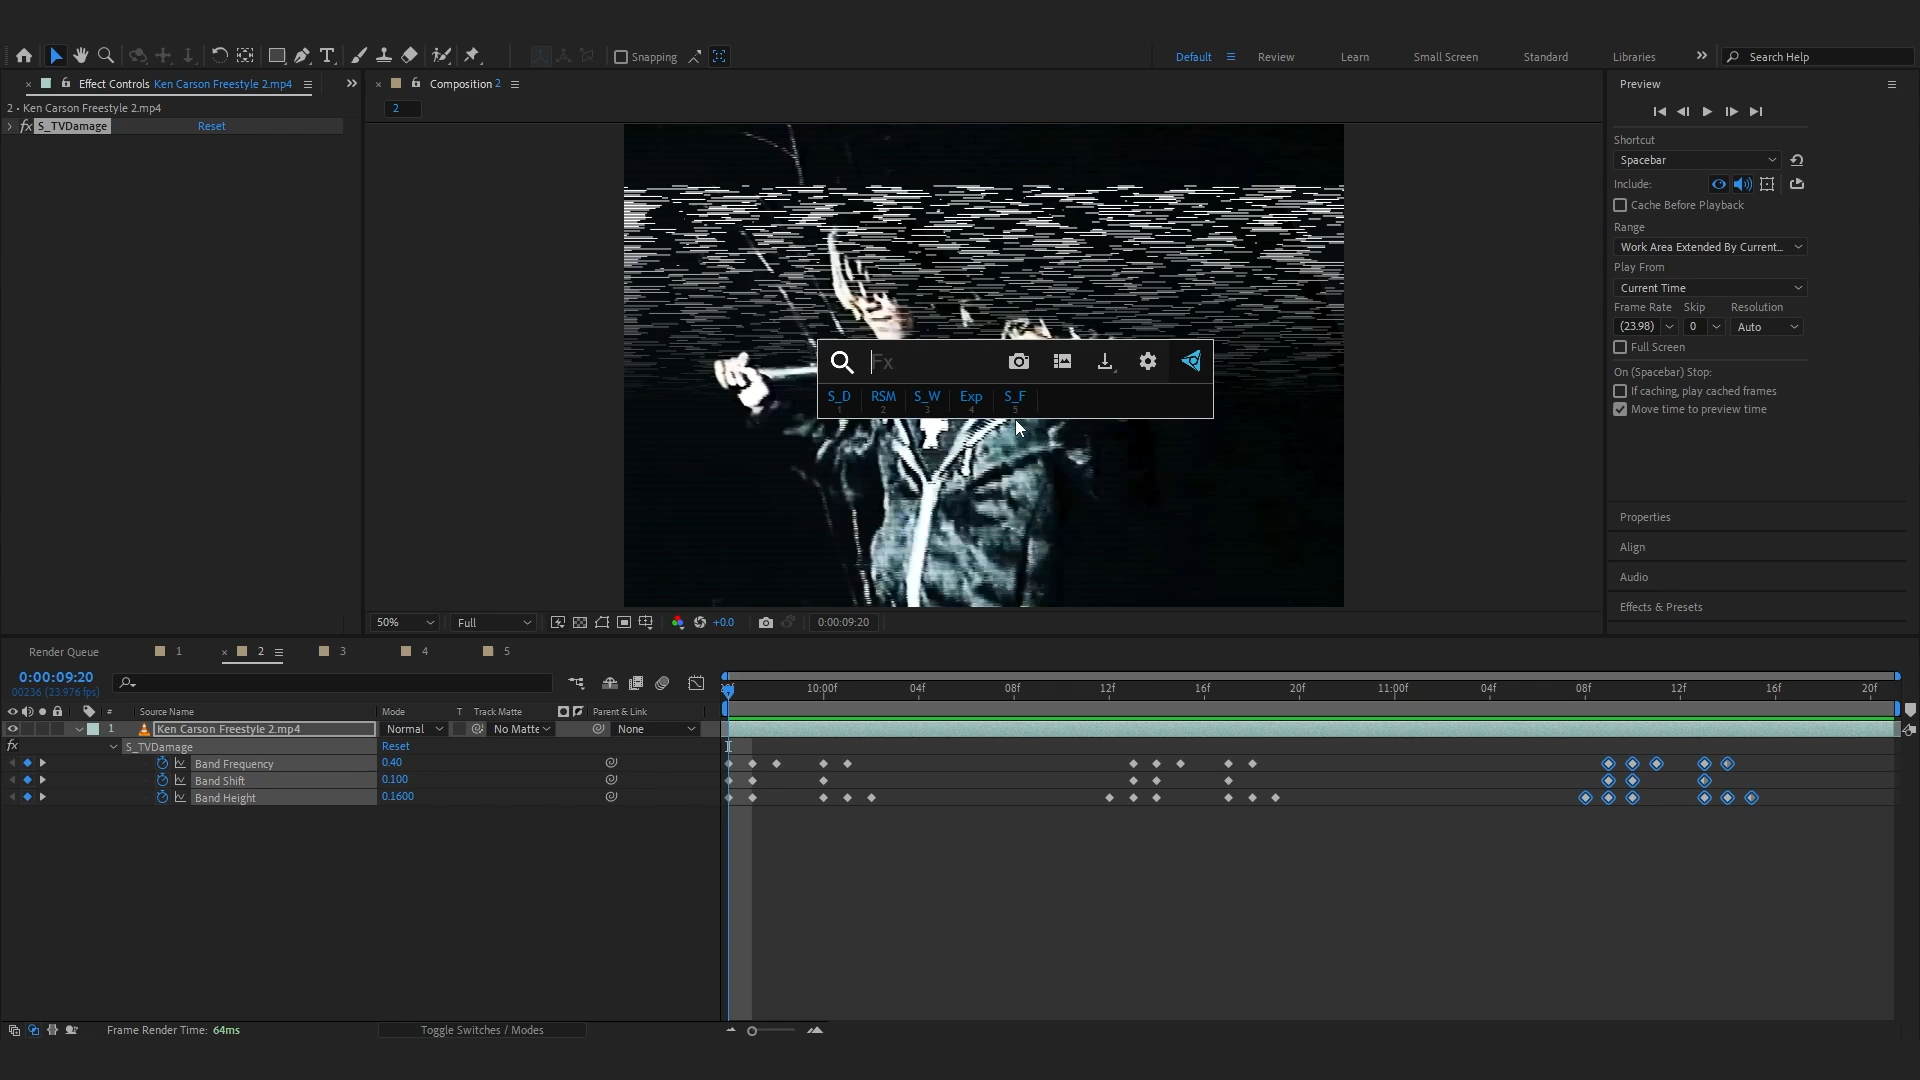 Snapping
Default
Review
Learn
Small Screen
Standard
Libraries
Search Help
Effect Controls Ken Carson Freestyle 2.mp4
Composition 2
Preview
2 • Ken Carson Freestyle 2.mp4
2
fx S_TVDamage Reset
Shortcut
Spacebar
Include:
Cache Before Playback
Range
Work Area Extended By Current...
Play From
Current Time
Frame Rate Skip Resolution
(23.98) 0 Auto
Full Screen
On (Spacebar) Stop:
If caching, play cached frames
Move time to preview time
Fx
S_D RSM S_W Exp S_F
1 2 3 4 5
Properties
Align
Audio
Effects & Presets
50% Full +0.0 0:00:09:20
Render Queue 1 2 3 4 5
0:00:09:20
00236 (23.976 fps)
10:00f 04f 08f 12f 16f 20f 11:00f 04f 08f 12f 16f 20f
# Source Name Mode T Track Matte Parent & Link
1 Ken Carson Freestyle 2.mp4 Normal No Matte None
fx S_TVDamage Reset
Band Frequency 0.40
Band Shift 0.100
Band Height 0.1600
Frame Render Time: 64ms Toggle Switches / Modes